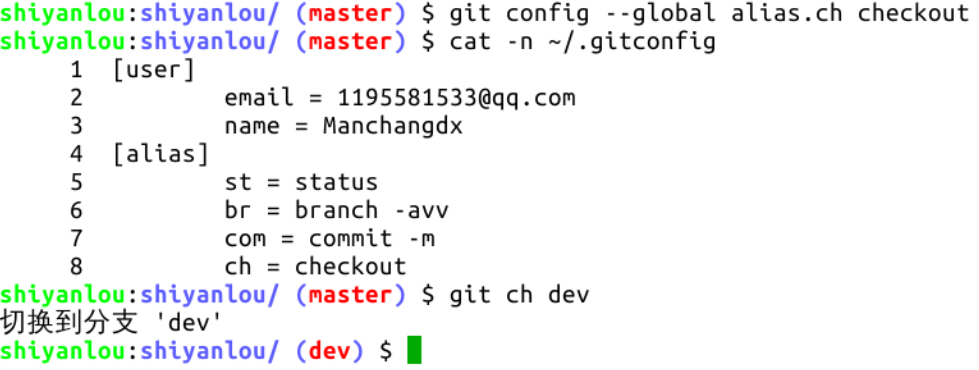 shiyanlou:shiyanlou/ (master) $ git config --global alias.ch checkout
shiyanlou:shiyanlou/ (master) $ cat -n ~/.gitconfig
1 [user]
2 email = 1195581533@qq.com
3 name = Manchangdx
4 [alias]
5 st = status
6 br = branch -avv
7 com = commit -m
8 ch = checkout
shiyanlou:shiyanlou/ (master) $ git ch dev
切换到分支 'dev'
shiyanlou:shiyanlou/ (dev) $